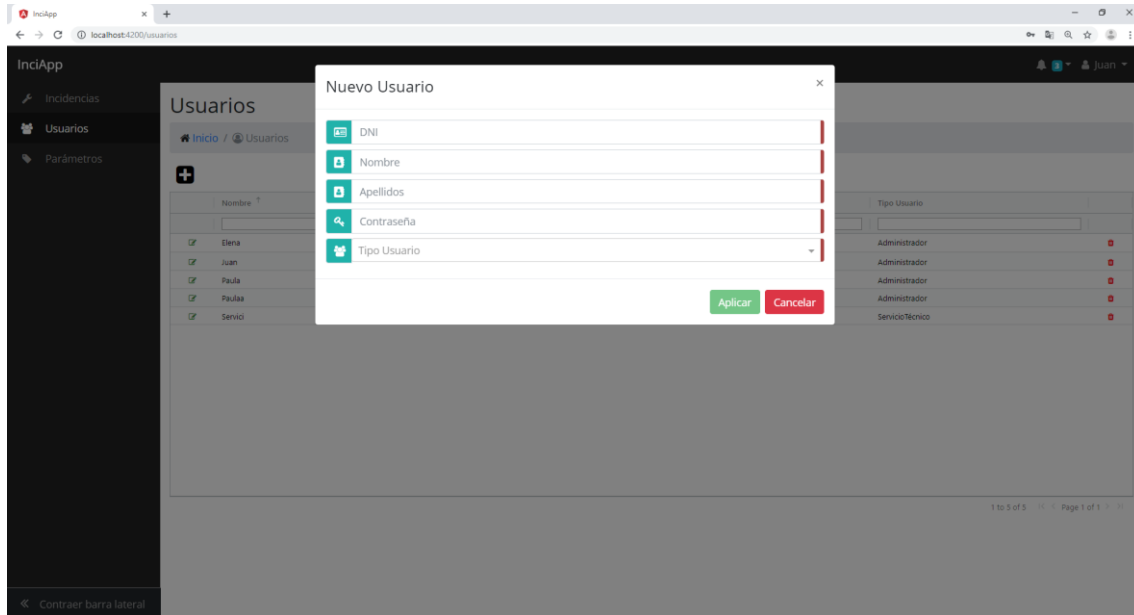 InciApp
localhost:4200/usuarios
InciApp
3
Juan
Incidencias
Usuarios
Parámetros
Contraer barra lateral
Usuarios
Inicio / Usuarios
Nuevo Usuario
×
DNI
Nombre
Apellidos
Contraseña
Tipo Usuario
Aplicar
Cancelar
Nombre
Tipo Usuario
Elena
Administrador
Juan
Administrador
Paula
Administrador
Paulaa
Administrador
Servici
ServicioTécnico
1 to 5 of 5
Page 1 of 1